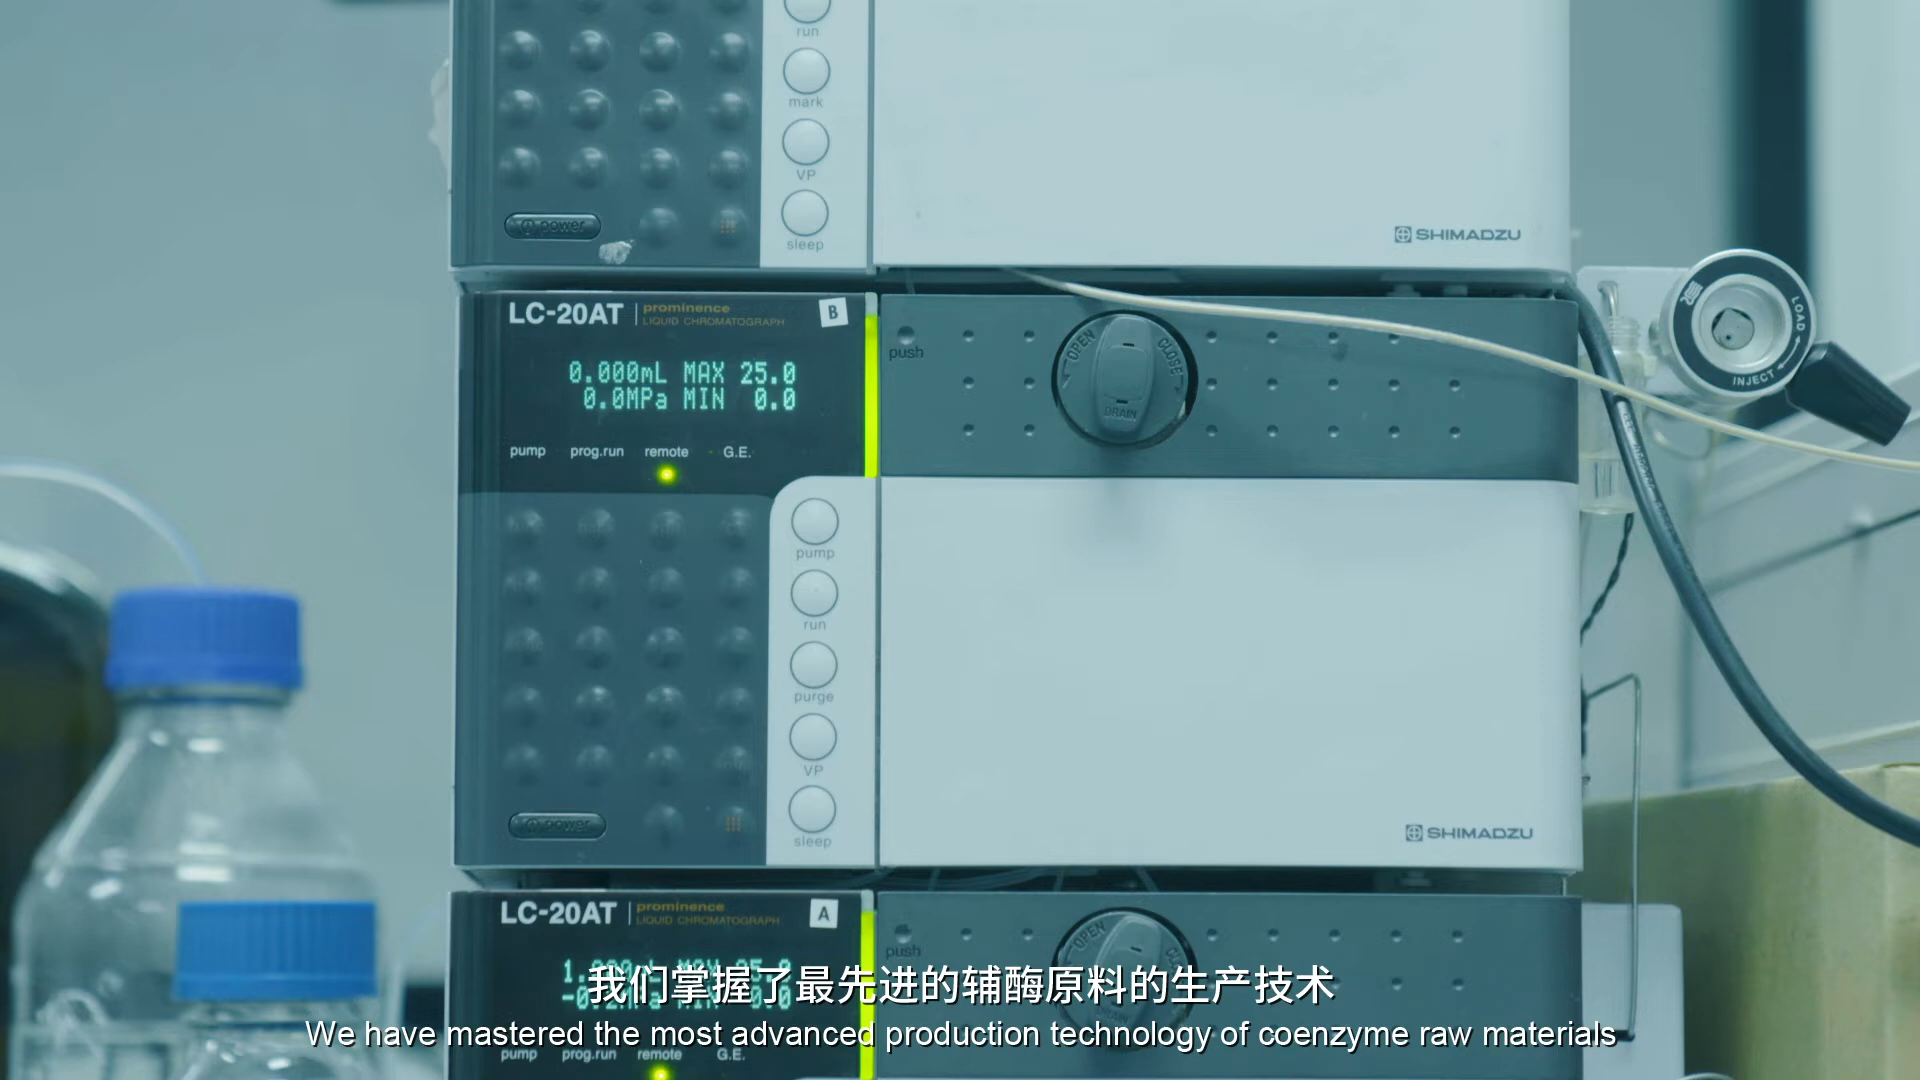 run
mark
VP
power
sleep
SHIMADZU
LC-20AT prominence
LIQUID CHROMATOGRAPH
B
0.000mL MAX 25.0
0.0MPa MIN 0.0
pump prog.run remote G.E.
push
OPEN
CLOSE
DRAIN
LOAD
INJECT
pump
run
purge
VP
power
sleep
SHIMADZU
LC-20AT prominence
LIQUID CHROMATOGRAPH
A
push
OPEN
我们掌握了最先进的辅酶原料的生产技术
We have mastered the most advanced production technology of coenzyme raw materials
pump prog.run remote G.E.